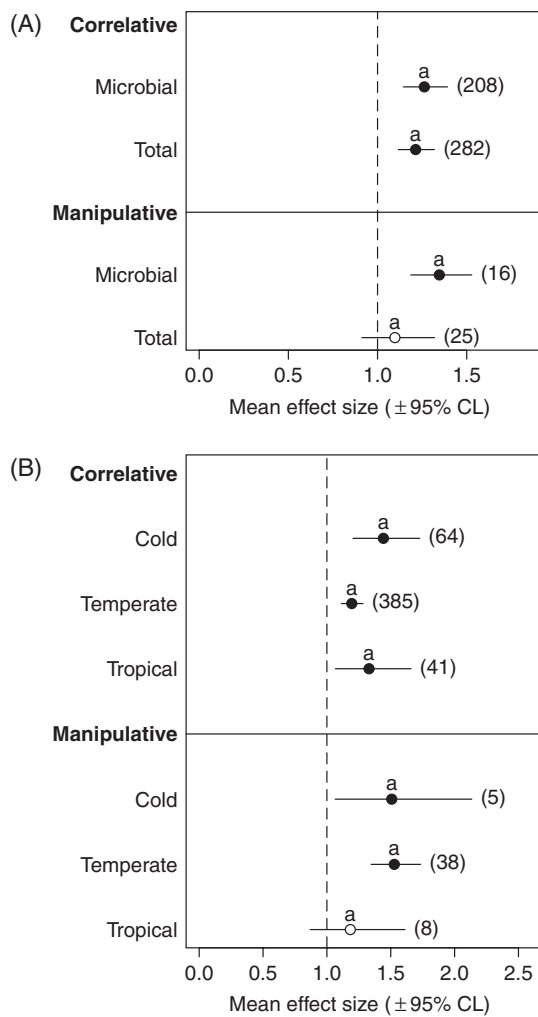 (A)
Correlative
a
Microbial (208)
a
Total (282)
Manipulative
a
Microbial (16)
a
Total (25)
0.0 0.5 1.0 1.5
Mean effect size (±95% CL)
(B)
Correlative
a
Cold (64)
a
Temperate (385)
a
Tropical (41)
Manipulative
a
Cold (5)
a
Temperate (38)
a
Tropical (8)
0.0 0.5 1.0 1.5 2.0 2.5
Mean effect size (±95% CL)